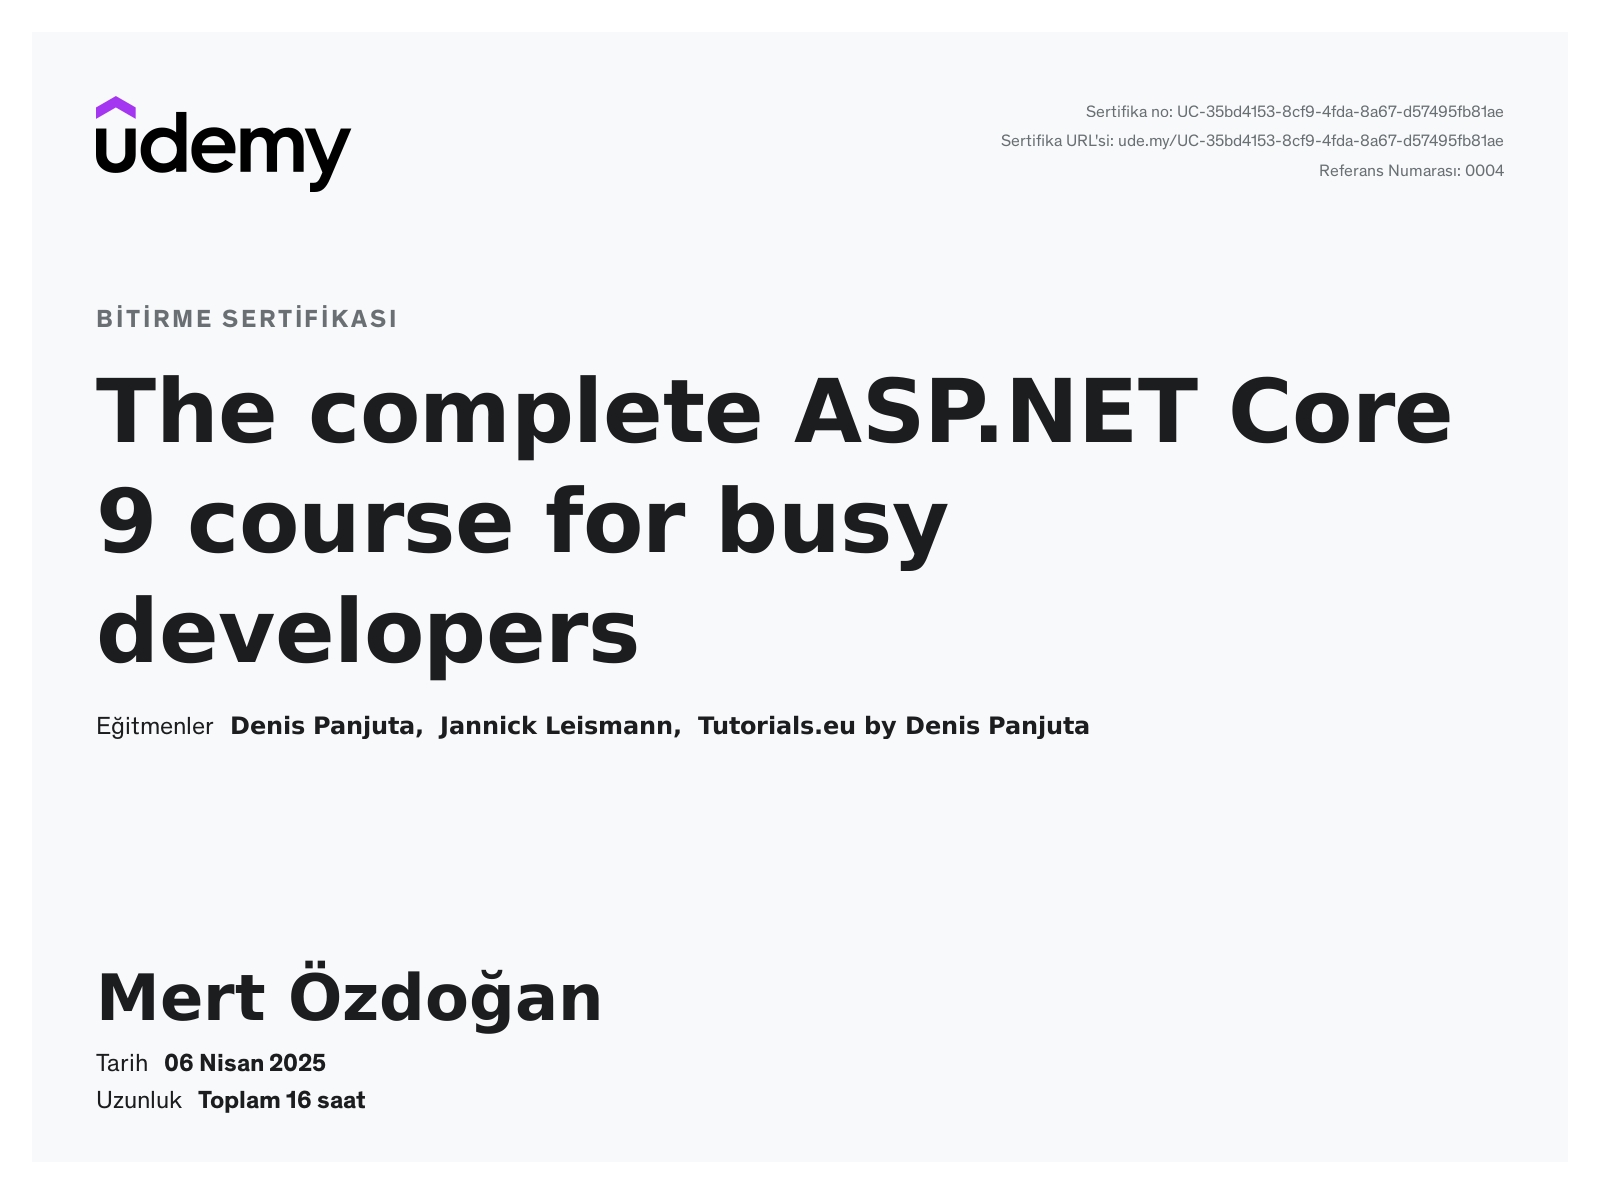 udemy
Sertifika no: UC-35bd4153-8cf9-4fda-8a67-d57495fb81ae
Sertifika URL'si: ude.my/UC-35bd4153-8cf9-4fda-8a67-d57495fb81ae
Referans Numarası: 0004
BİTİRME SERTİFİKASI
The complete ASP.NET Core
9 course for busy
developers
Eğitmenler Denis Panjuta, Jannick Leismann, Tutorials.eu by Denis Panjuta
Mert Özdoğan
Tarih 06 Nisan 2025
Uzunluk Toplam 16 saat